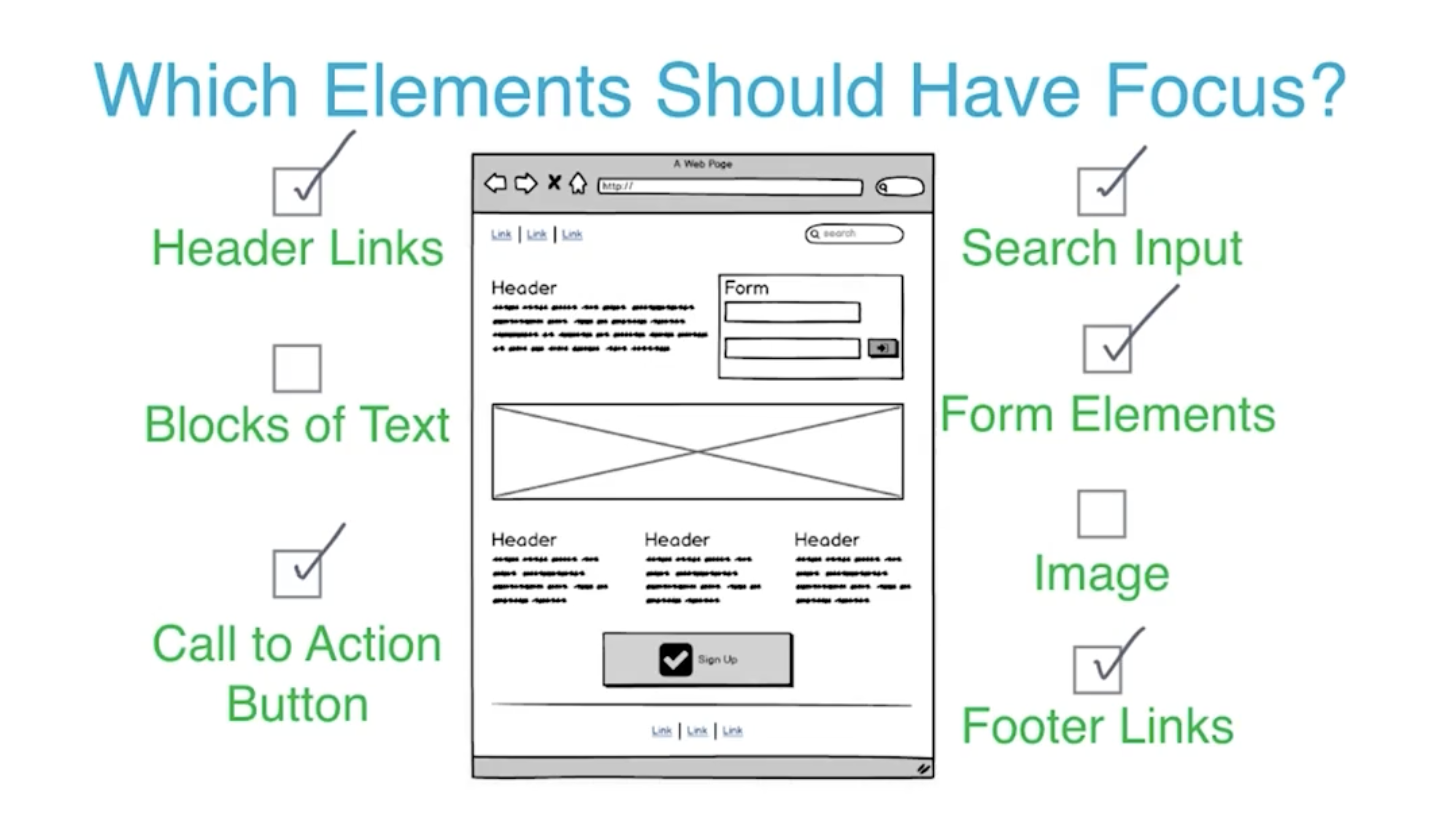 Which Elements Should Have Focus?
Header Links
Blocks of Text
Call to Action
Button
A Web Page
http://
Link | Link | Link
search
Header
Form
Header
Header
Header
Sign Up
Link | Link | Link
Search Input
Form Elements
Image
Footer Links